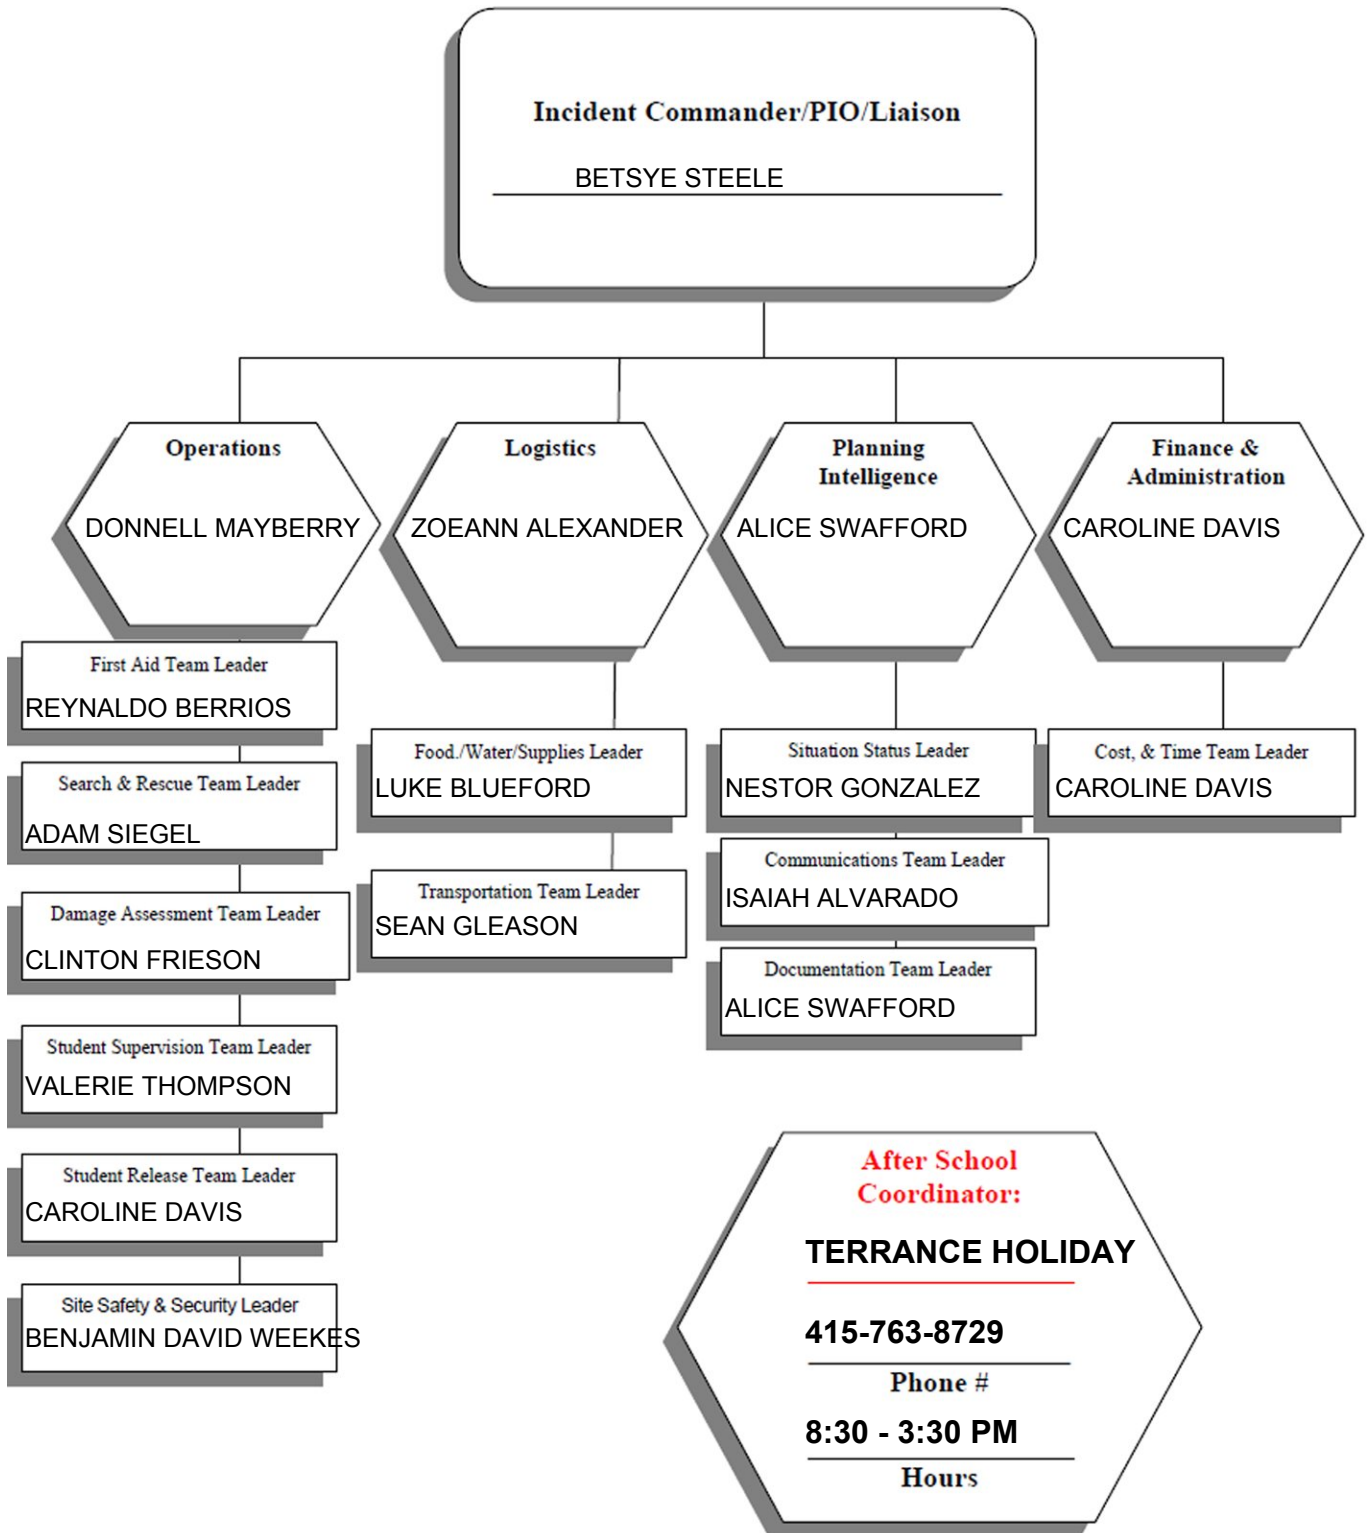 Incident Commander/PIO/Liaison
BETSYE STEELE
Operations
DONNELL MAYBERRY
Logistics
ZOEANN ALEXANDER
Planning
Intelligence
ALICE SWAFFORD
Finance &
Administration
CAROLINE DAVIS
First Aid Team Leader
REYNALDO BERRIOS
Search & Rescue Team Leader
ADAM SIEGEL
Damage Assessment Team Leader
CLINTON FRIESON
Student Supervision Team Leader
VALERIE THOMPSON
Student Release Team Leader
CAROLINE DAVIS
Site Safety & Security Leader
BENJAMIN DAVID WEEKES
Food./Water/Supplies Leader
LUKE BLUEFORD
Transportation Team Leader
SEAN GLEASON
Situation Status Leader
NESTOR GONZALEZ
Communications Team Leader
ISAIAH ALVARADO
Documentation Team Leader
ALICE SWAFFORD
Cost, & Time Team Leader
CAROLINE DAVIS
After School
Coordinator:
TERRANCE HOLIDAY
415-763-8729
Phone #
8:30 - 3:30 PM
Hours